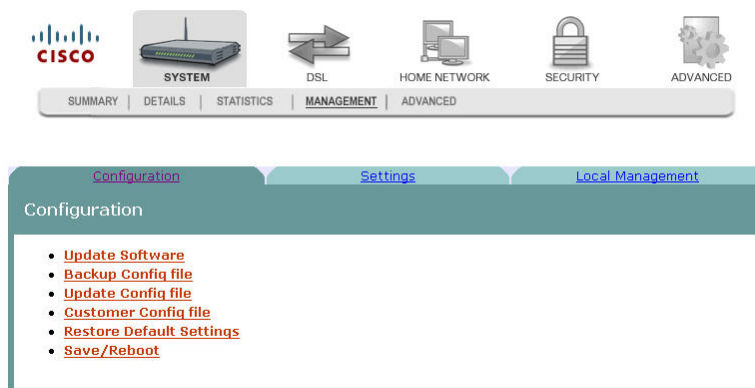 CISCO
SYSTEM DSL HOME NETWORK SECURITY ADVANCED
SUMMARY | DETAILS | STATISTICS | MANAGEMENT | ADVANCED
Configuration Settings Local Management
Configuration
Update Software
Backup Config file
Update Config file
Customer Config file
Restore Default Settings
Save/Reboot